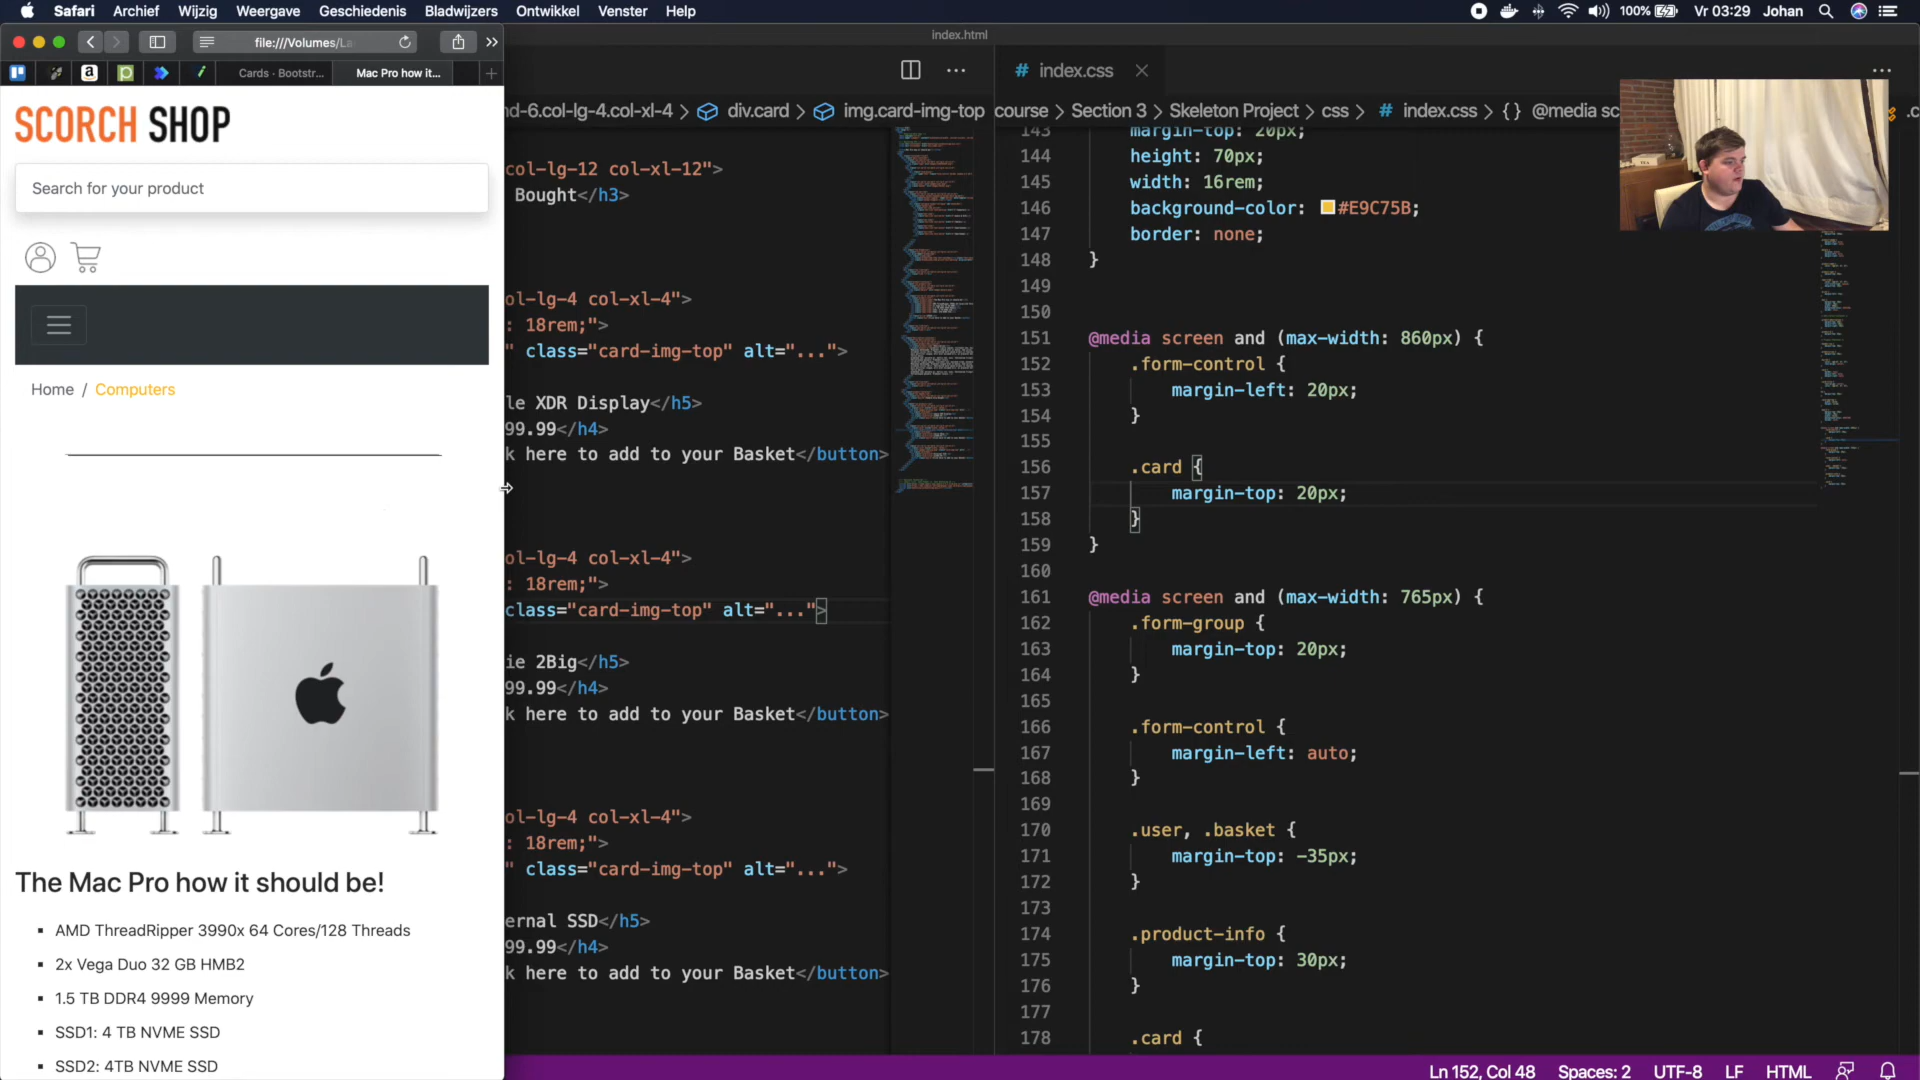 Safari Archief Wijzig Weergave Geschiedenis Bladwijzers Ontwikkel Venster Help
100% Vr 03:29 Johan
file:///Volumes/La
Cards · Bootstr...
Mac Pro how it...
SCORCH SHOP
Search for your product
Home / Computers
The Mac Pro how it should be!
AMD ThreadRipper 3990x 64 Cores/128 Threads
2x Vega Duo 32 GB HMB2
1.5 TB DDR4 9999 Memory
SSD1: 4 TB NVME SSD
SSD2: 4TB NVME SSD
index.html
nd-6.col-lg-4.col-xl-4 > div.card > img.card-img-top
col-lg-12 col-xl-12">
Bought</h3>
ol-lg-4 col-xl-4">
: 18rem;">
" class="card-img-top" alt="...">
le XDR Display</h5>
99.99</h4>
k here to add to your Basket</button>
ol-lg-4 col-xl-4">
: 18rem;">
class="card-img-top" alt="...">
ie 2Big</h5>
99.99</h4>
k here to add to your Basket</button>
ol-lg-4 col-xl-4">
: 18rem;">
" class="card-img-top" alt="...">
ernal SSD</h5>
99.99</h4>
k here to add to your Basket</button>
# index.css
course > Section 3 > Skeleton Project > css > # index.css > {} @media sc
143 margin-top: 20px;
144 height: 70px;
145 width: 16rem;
146 background-color: #E9C75B;
147 border: none;
148 }
149
150
151 @media screen and (max-width: 860px) {
152 .form-control {
153 margin-left: 20px;
154 }
155
156 .card {
157 margin-top: 20px;
158 }
159 }
160
161 @media screen and (max-width: 765px) {
162 .form-group {
163 margin-top: 20px;
164 }
165
166 .form-control {
167 margin-left: auto;
168 }
169
170 .user, .basket {
171 margin-top: -35px;
172 }
173
174 .product-info {
175 margin-top: 30px;
176 }
177
178 .card {
Ln 152, Col 48 Spaces: 2 UTF-8 LF HTML